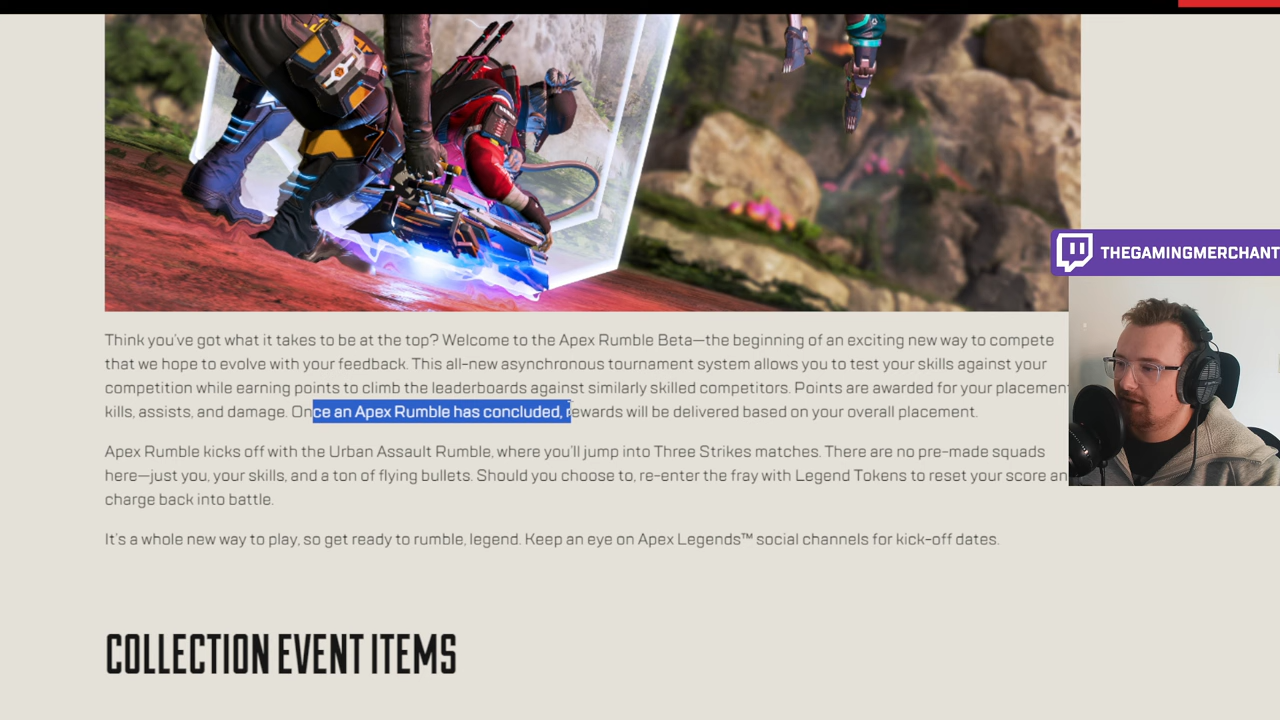 THEGAMINGMERCHANT
Think you've got what it takes to be at the top? Welcome to the Apex Rumble Beta—the beginning of an exciting new way to compete
that we hope to evolve with your feedback. This all-new asynchronous tournament system allows you to test your skills against your
competition while earning points to climb the leaderboards against similarly skilled competitors. Points are awarded for your placement
kills, assists, and damage. Once an Apex Rumble has concluded, rewards will be delivered based on your overall placement.
Apex Rumble kicks off with the Urban Assault Rumble, where you'll jump into Three Strikes matches. There are no pre-made squads
here—just you, your skills, and a ton of flying bullets. Should you choose to, re-enter the fray with Legend Tokens to reset your score an
charge back into battle.
It's a whole new way to play, so get ready to rumble, legend. Keep an eye on Apex Legends™ social channels for kick-off dates.
COLLECTION EVENT ITEMS